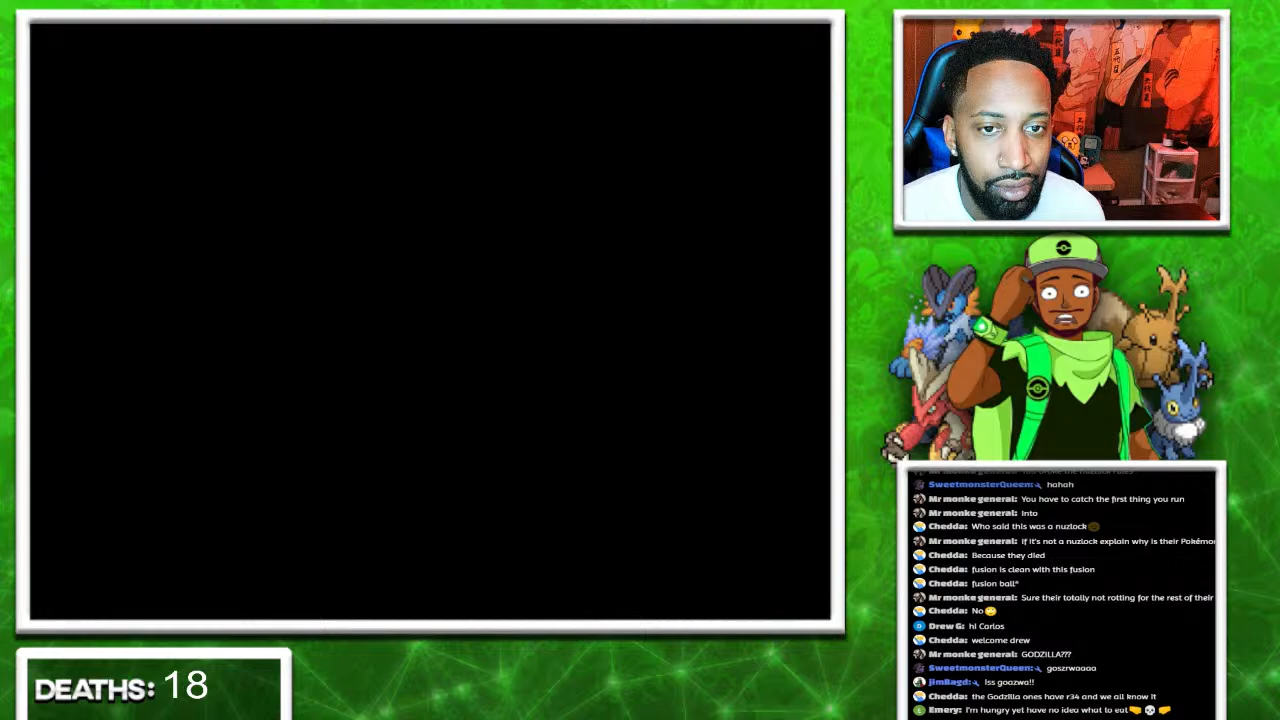 SweetmonsterQueen: hahah
Mr monke general: You have to catch the first thing you run
Mr monke general: Into
Chedda: Who said this was a nuzlock
Mr monke general: If it's not a nuzlock explain why is their Pokémo
Chedda: Because they died
Chedda: fusion is clean with this fusion
Chedda: fusion ball*
Mr monke general: Sure their totally not rotting for the rest of their
Chedda: No
Drew G: hI Carlos
Chedda: welcome drew
Mr monke general: GODZILLA???
SweetmonsterQueen: goszrwaaaa
jimBagd: Iss goazwa!!
Chedda: the Godzilla ones have r34 and we all know it
Emery: I'm hungry yet have no idea what to eat
DEATHS: 18